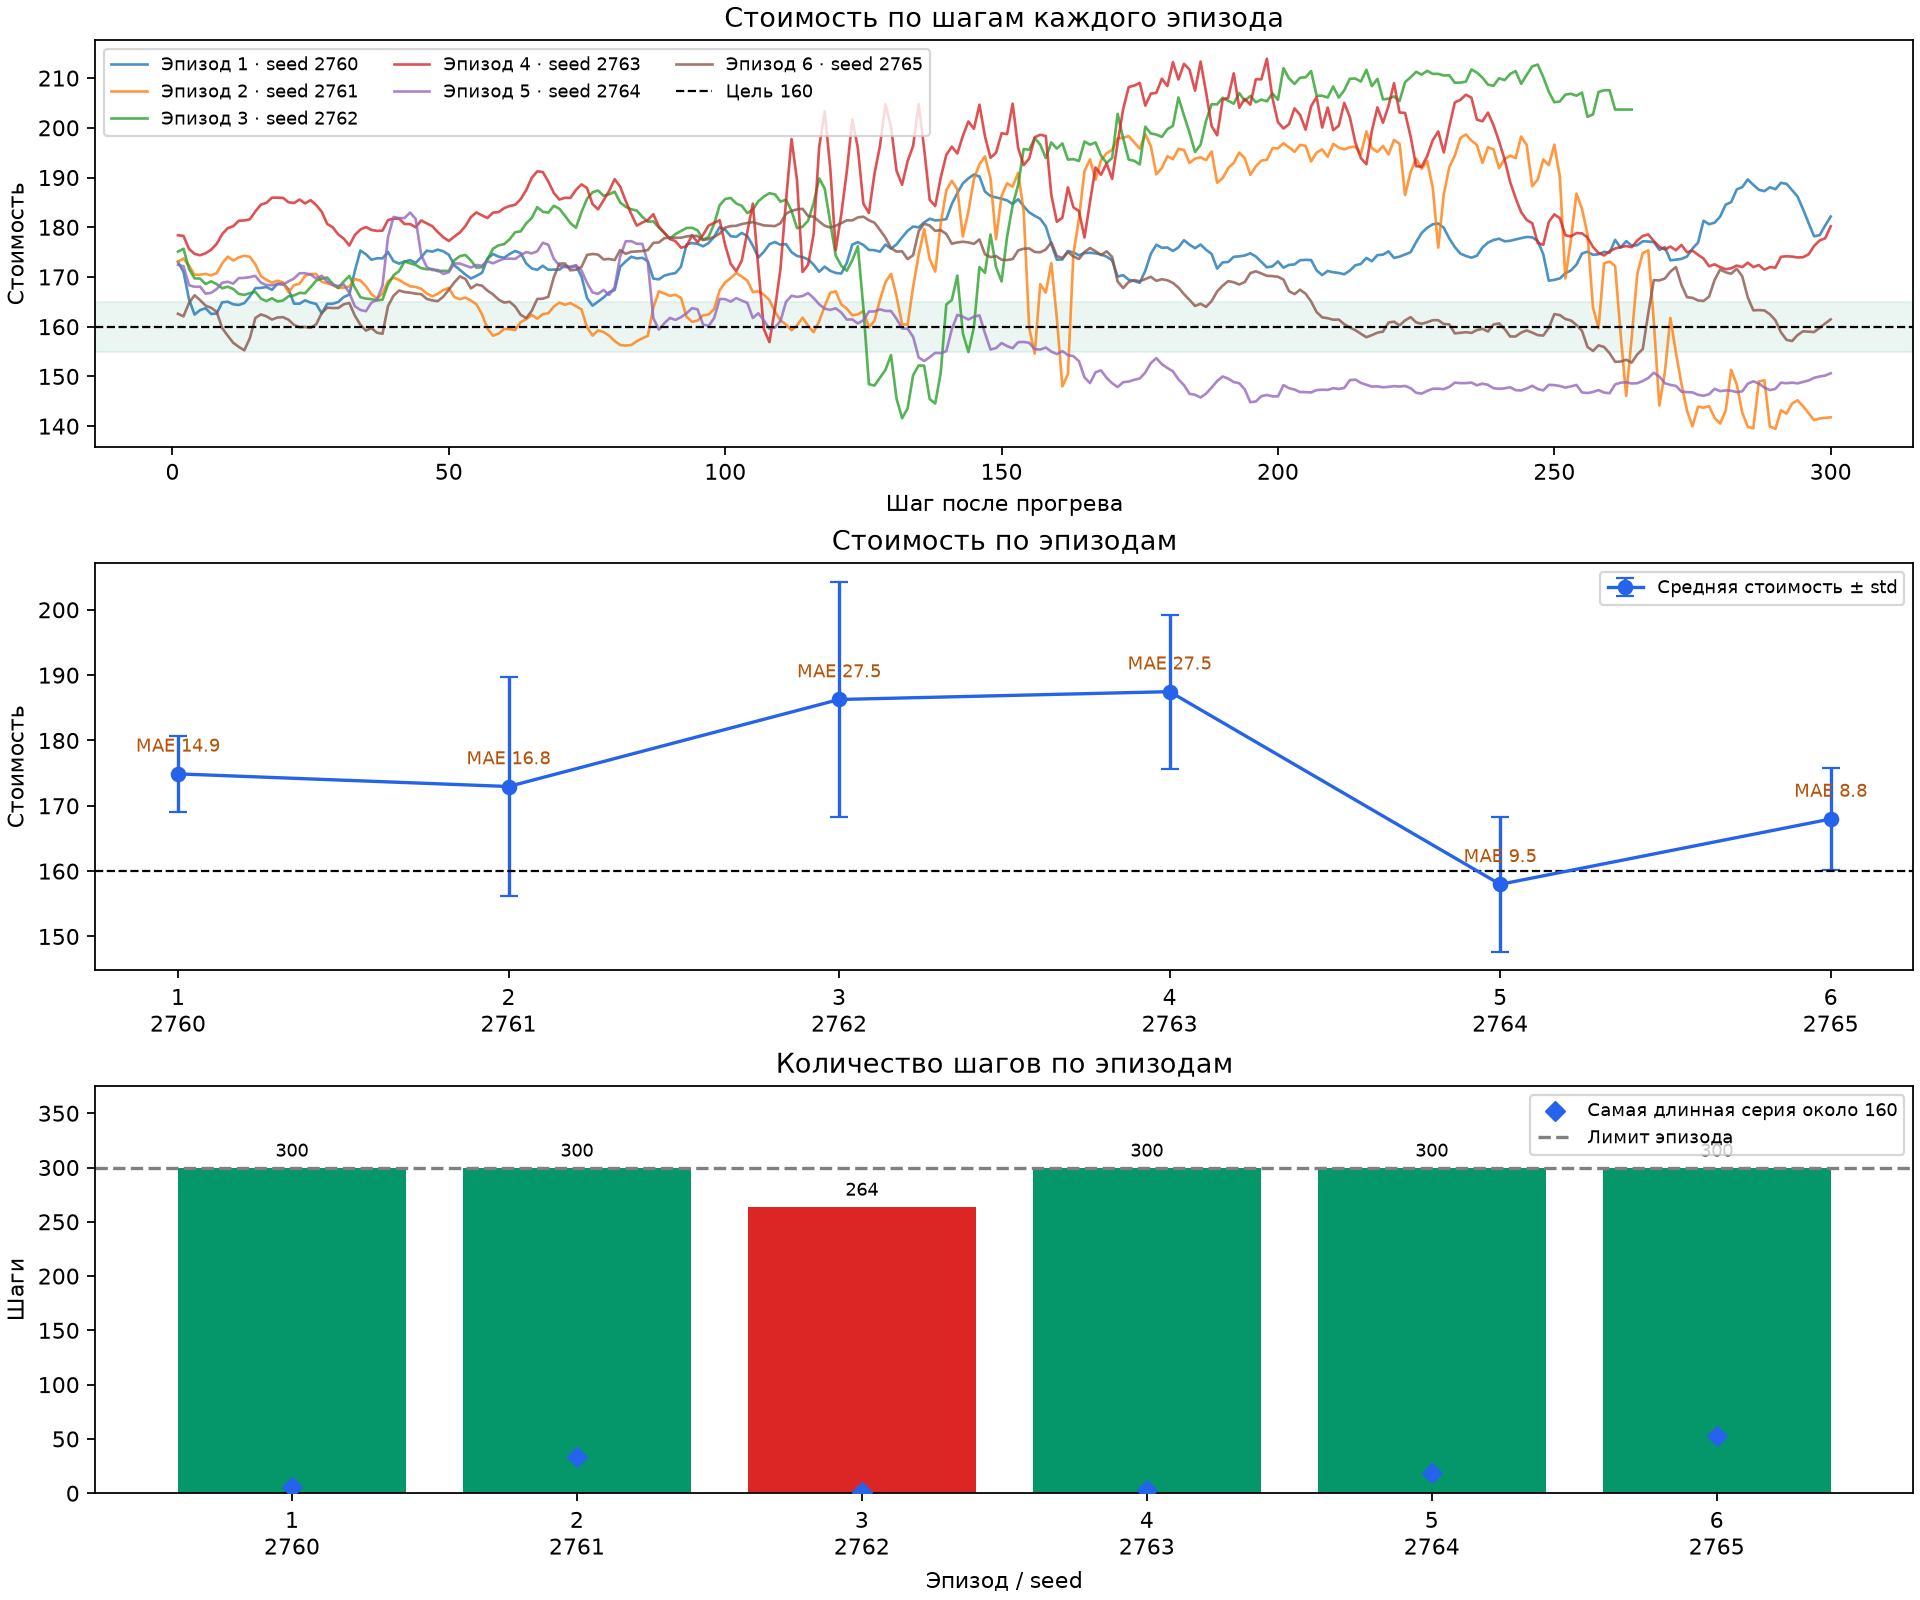 Стоимость по шагам каждого эпизода
Эпизод 1 · seed 2760
Эпизод 2 · seed 2761
Эпизод 3 · seed 2762
Эпизод 4 · seed 2763
Эпизод 5 · seed 2764
Эпизод 6 · seed 2765
Цель 160
Стоимость
210
200
190
180
170
160
150
140
0 50 100 150 200 250 300
Шаг после прогрева
Стоимость по эпизодам
Средняя стоимость ± std
Стоимость
200
190
180
170
160
150
MAE 14.9
MAE 16.8
MAE 27.5
MAE 27.5
MAE 9.5
MAE 8.8
1 2 3 4 5 6
2760 2761 2762 2763 2764 2765
Количество шагов по эпизодам
Самая длинная серия около 160
Лимит эпизода
Шаги
350
300
250
200
150
100
50
0
300 300 264 300 300 300
1 2 3 4 5 6
2760 2761 2762 2763 2764 2765
Эпизод / seed